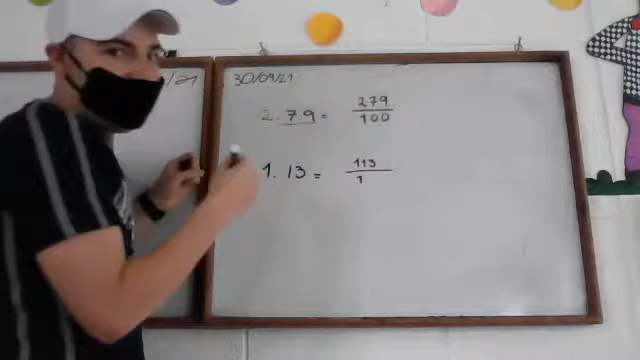 30/09/21
2.79 = 279
100
1.13 = 113
1